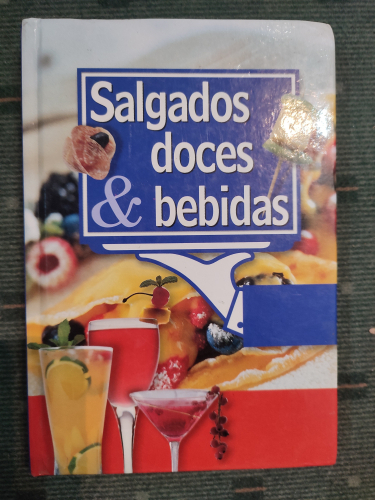 Salgados
doces
& bebidas